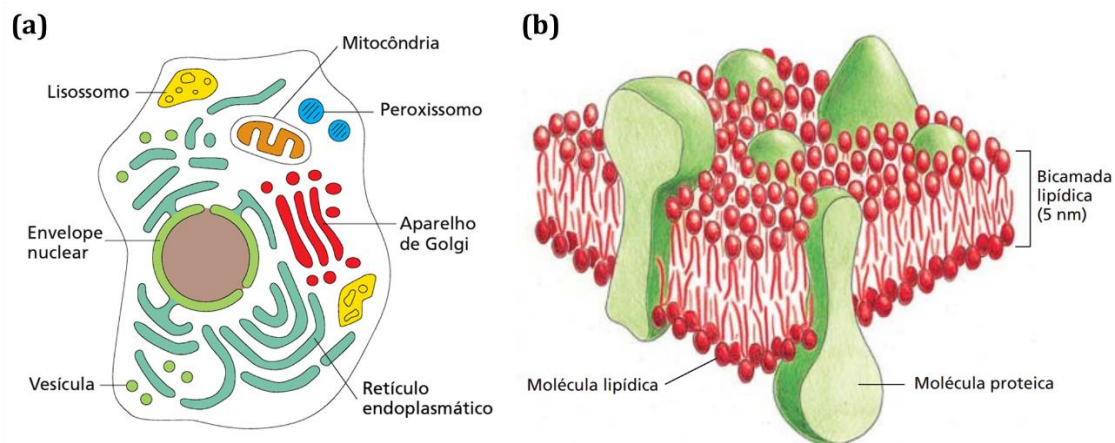 (a)
Mitocôndria
Lisossomo
Peroxissomo
Envelope
nuclear
Aparelho
de Golgi
Vesícula
Retículo
endoplasmático
(b)
Bicamada
lipídica
(5 nm)
Molécula lipídica
Molécula proteica